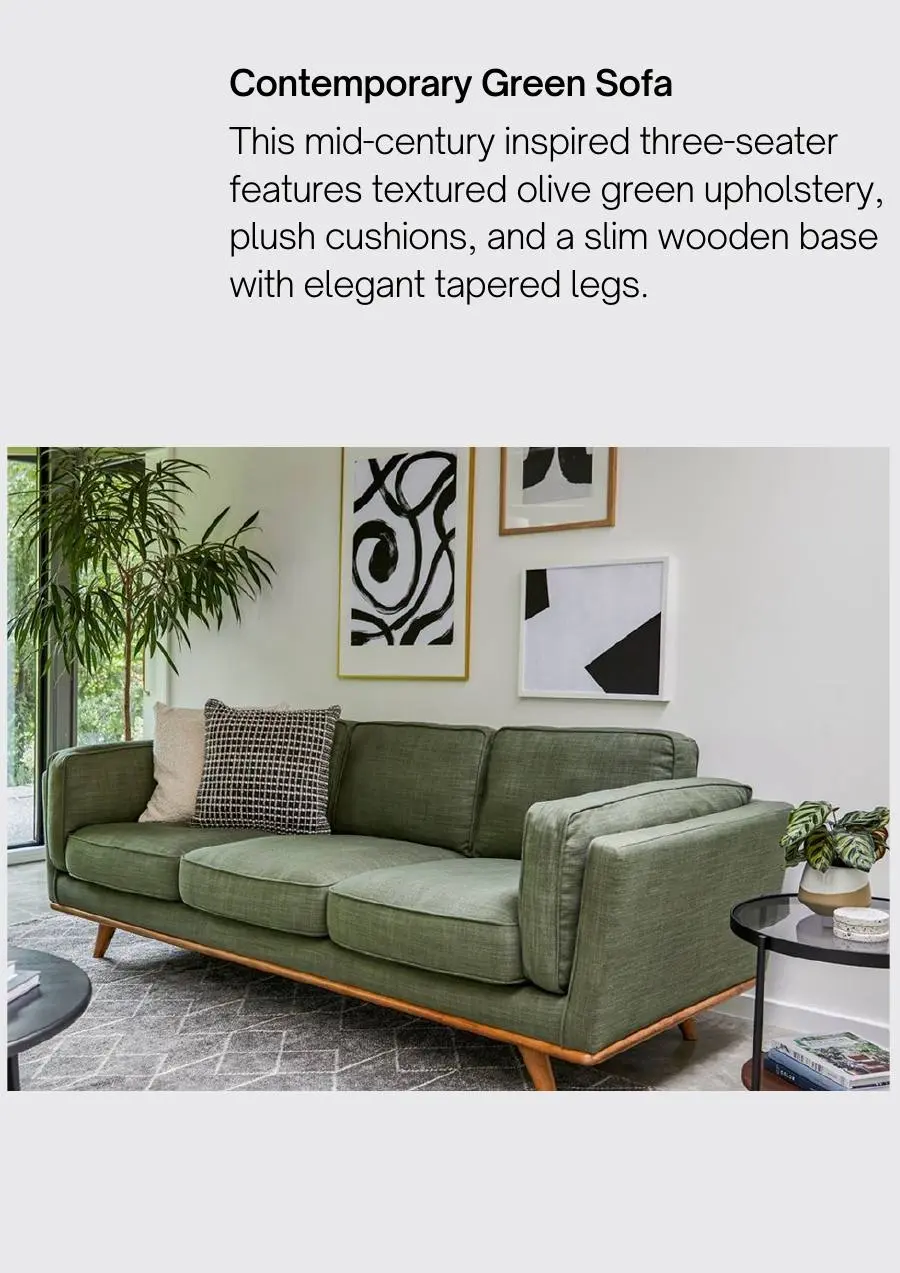 Contemporary Green Sofa
This mid-century inspired three-seater
features textured olive green upholstery,
plush cushions, and a slim wooden base
with elegant tapered legs.